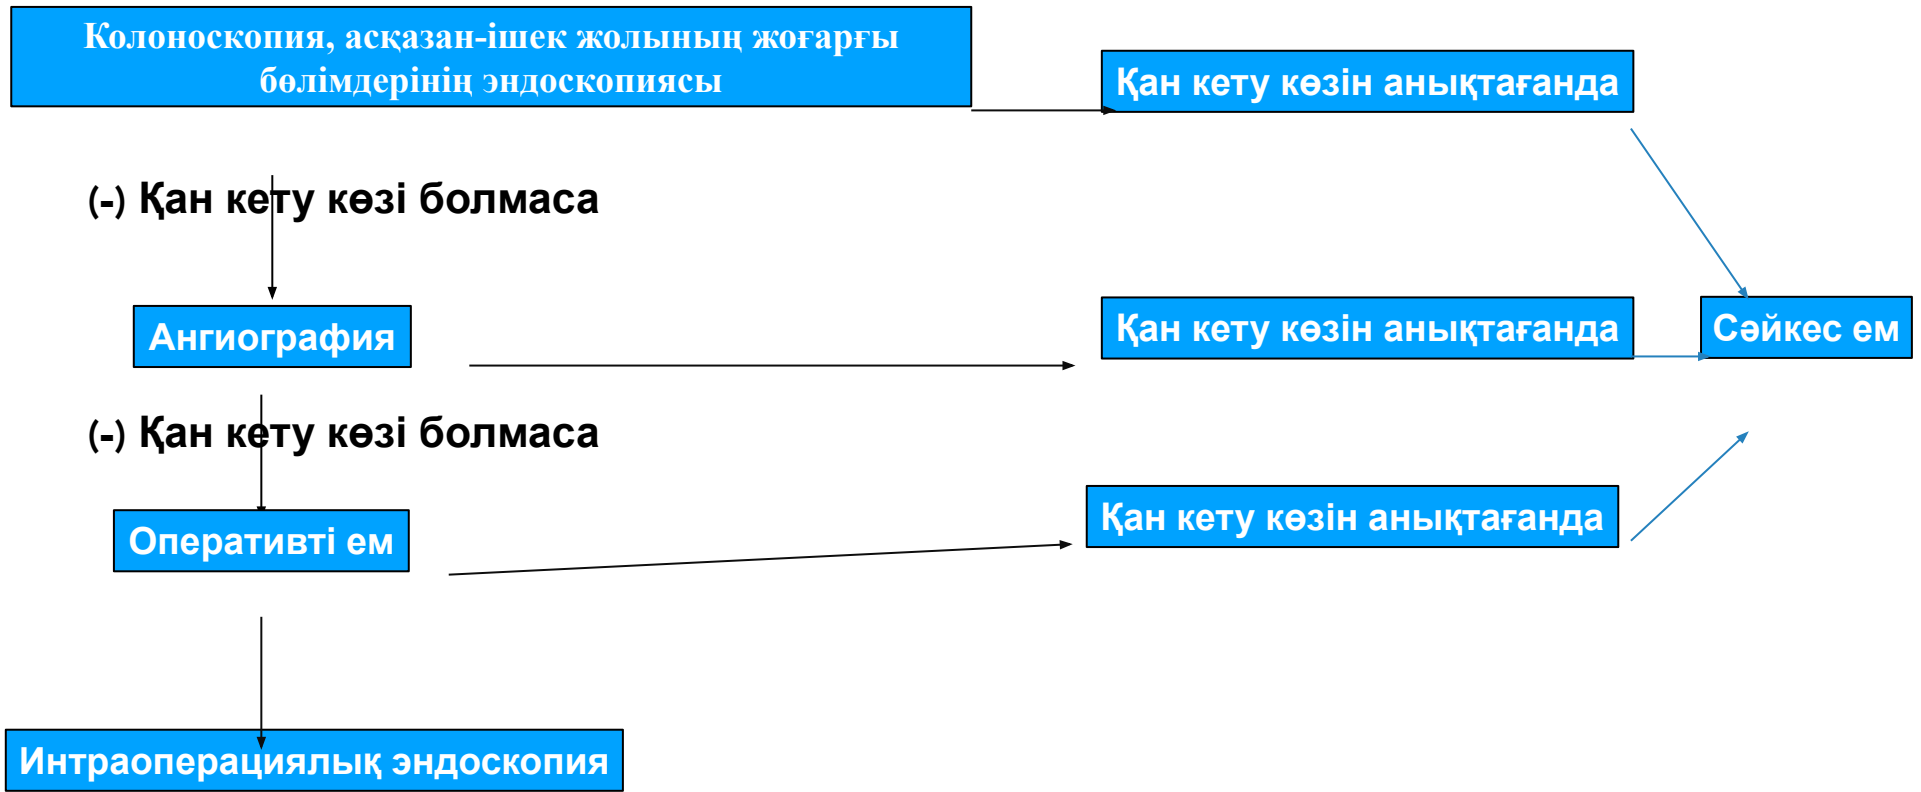 Колоноскопия, асқазан-ішек жолының жоғарғы
бөлімдерінің эндоскопиясы
Қан кету көзін анықтағанда
(-) Қан кету көзі болмаса
Ангиография
Қан кету көзін анықтағанда
Сәйкес ем
(-) Қан кету көзі болмаса
Оперативті ем
Қан кету көзін анықтағанда
Интраоперациялық эндоскопия